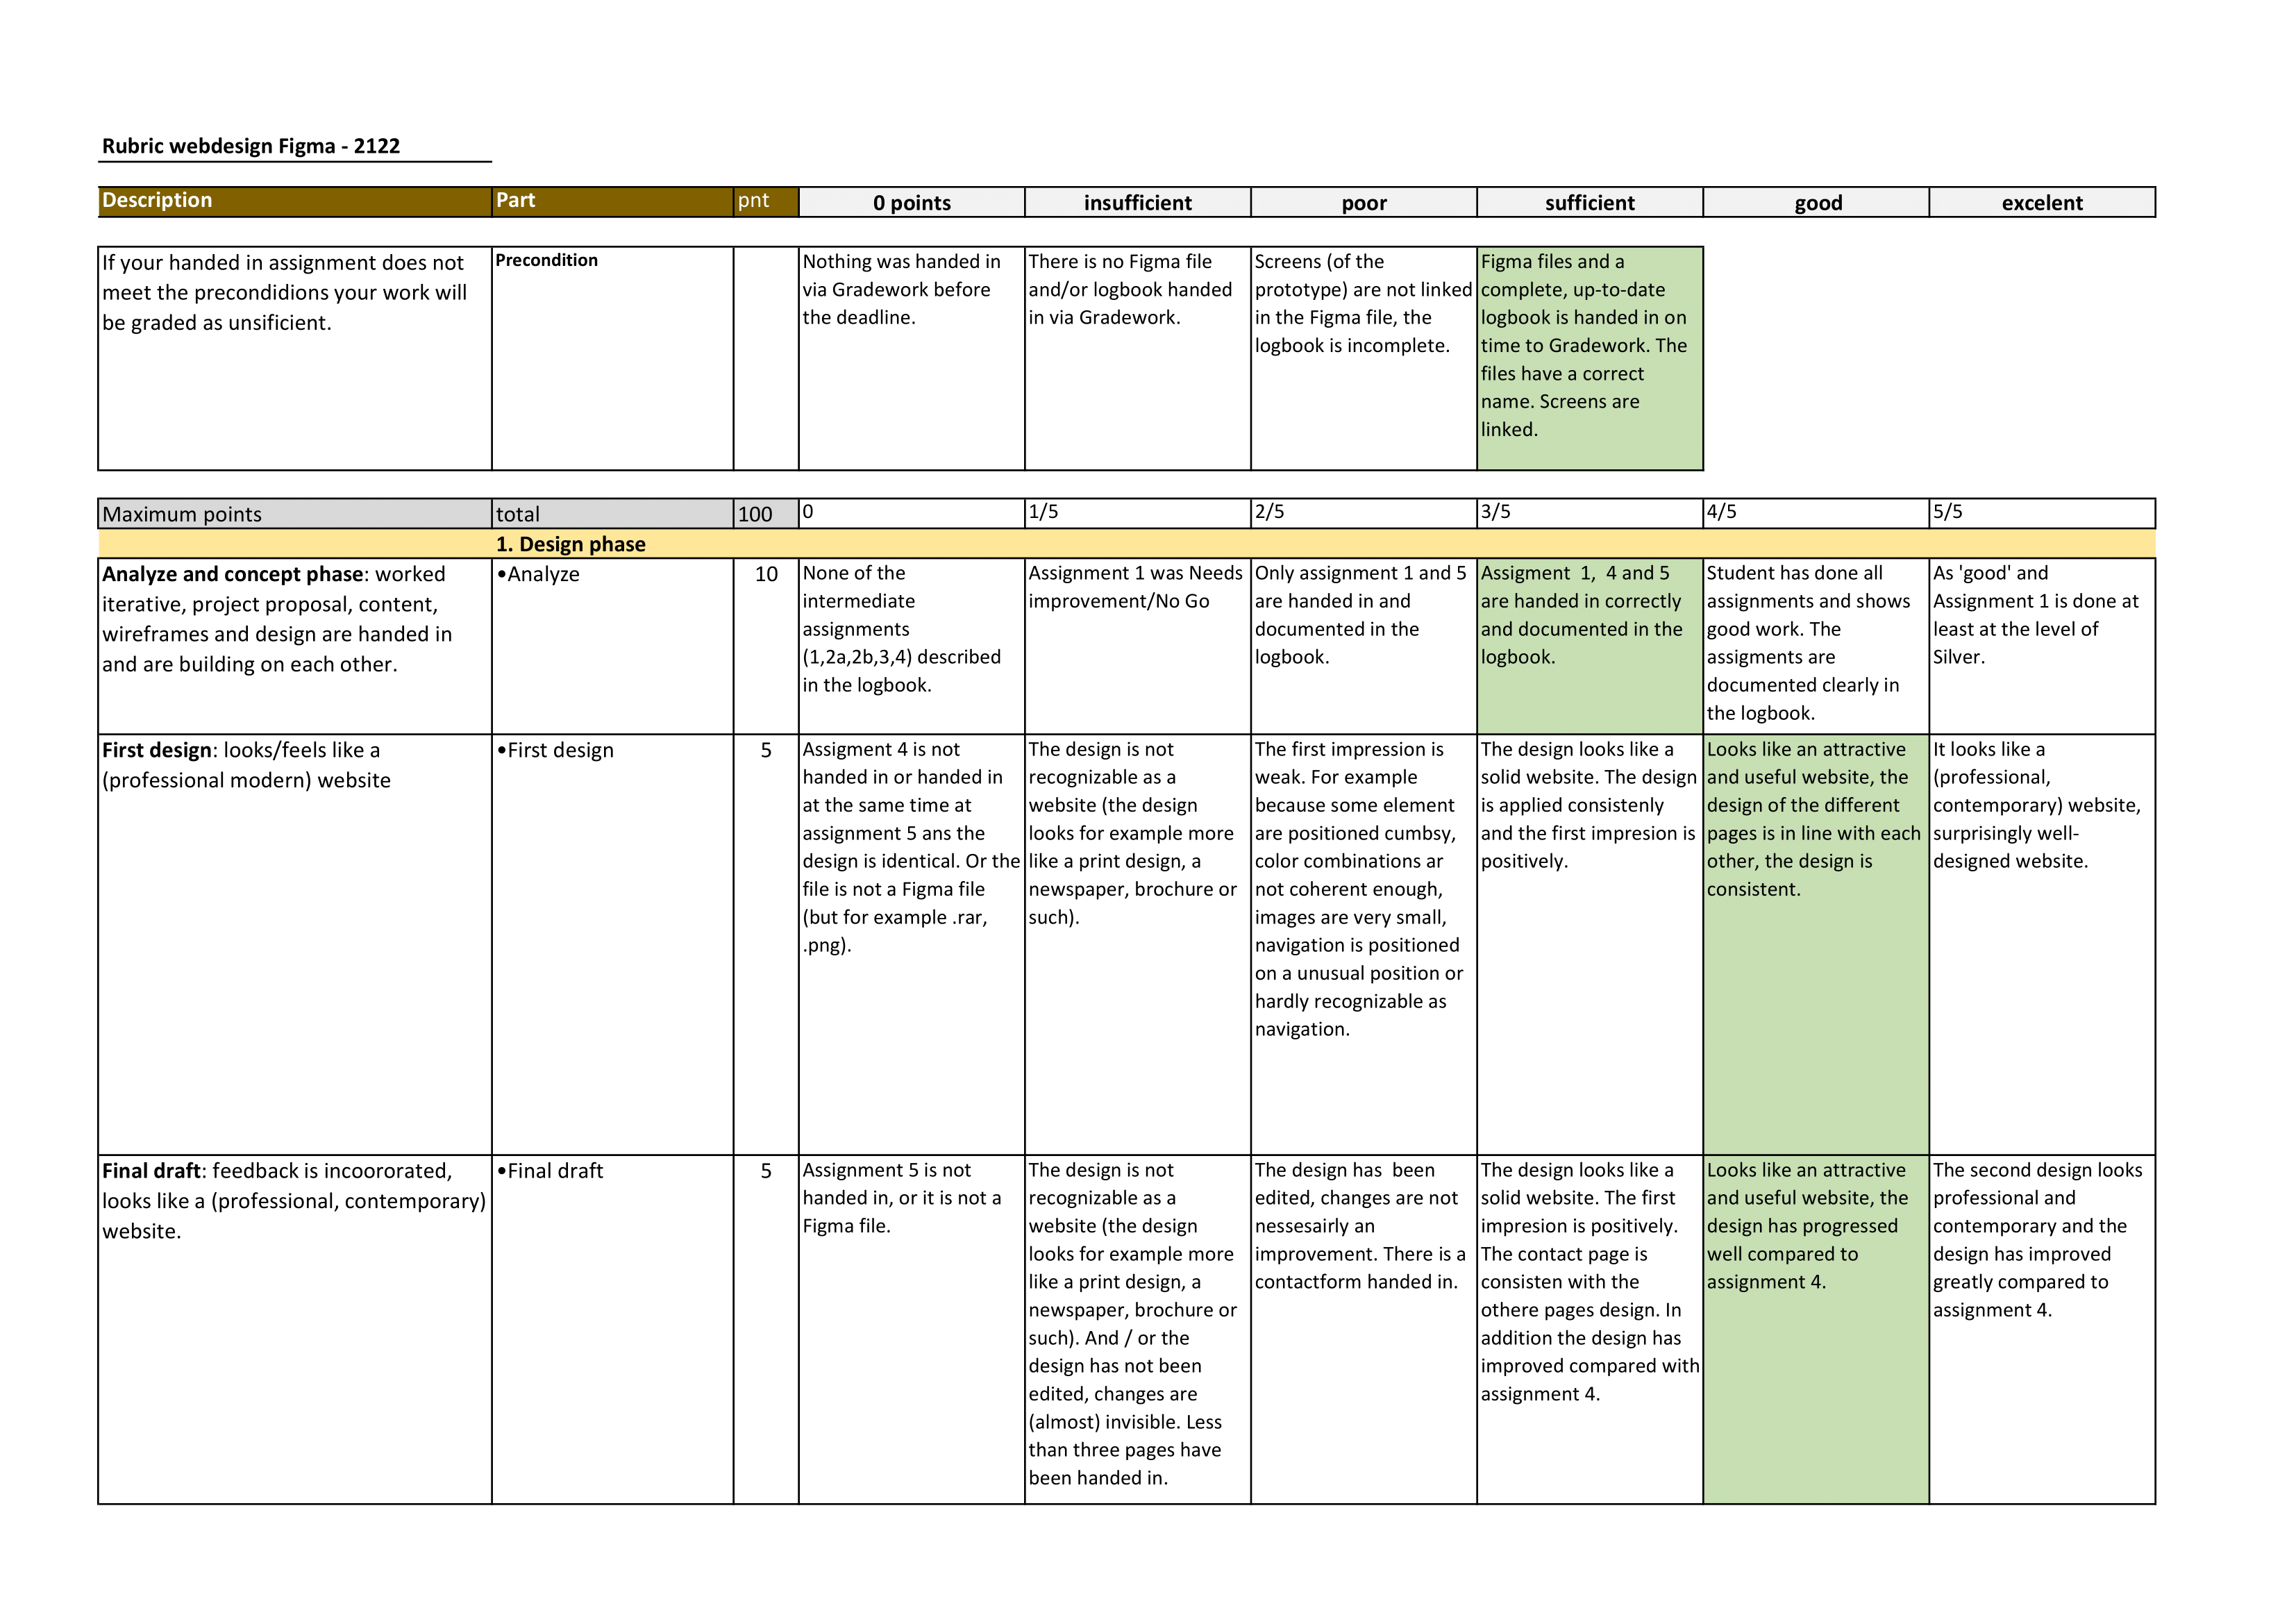 Rubric webdesign Figma - 2122
Description Part pnt 0 points insufficient poor sufficient good excelent
If your handed in assignment does not
meet the precondidions your work will
be graded as unsificient.
Precondition
Nothing was handed in
via Gradework before
the deadline.
There is no Figma file
and/or logbook handed
in via Gradework.
Screens (of the
prototype) are not linked
in the Figma file, the
logbook is incomplete.
Figma files and a
complete, up-to-date
logbook is handed in on
time to Gradework. The
files have a correct
name. Screens are
linked.
Maximum points total 100 0 1/5 2/5 3/5 4/5 5/5
1. Design phase
Analyze and concept phase: worked
iterative, project proposal, content,
wireframes and design are handed in
and are building on each other.
•Analyze
10
None of the
intermediate
assignments
(1,2a,2b,3,4) described
in the logbook.
Assignment 1 was Needs
improvement/No Go
Only assignment 1 and 5
are handed in and
documented in the
logbook.
Assigment  1,  4 and 5
are handed in correctly
and documented in the
logbook.
Student has done all
assignments and shows
good work. The
assigments are
documented clearly in
the logbook.
As 'good' and
Assignment 1 is done at
least at the level of
Silver.
First design: looks/feels like a
(professional modern) website
•First design
5
Assigment 4 is not
handed in or handed in
at the same time at
assignment 5 ans the
design is identical. Or the
file is not a Figma file
(but for example .rar,
.png).
The design is not
recognizable as a
website (the design
looks for example more
like a print design, a
newspaper, brochure or
such).
The first impression is
weak. For example
because some element
are positioned cumbsy,
color combinations ar
not coherent enough,
images are very small,
navigation is positioned
on a unusual position or
hardly recognizable as
navigation.
The design looks like a
solid website. The design
is applied consistenly
and the first impresion is
positively.
Looks like an attractive
and useful website, the
design of the different
pages is in line with each
other, the design is
consistent.
It looks like a
(professional,
contemporary) website,
surprisingly well-
designed website.
Final draft: feedback is incoororated,
looks like a (professional, contemporary)
website.
•Final draft
5
Assignment 5 is not
handed in, or it is not a
Figma file.
The design is not
recognizable as a
website (the design
looks for example more
like a print design, a
newspaper, brochure or
such). And / or the
design has not been
edited, changes are
(almost) invisible. Less
than three pages have
been handed in.
The design has  been
edited, changes are not
nessesairly an
improvement. There is a
contactform handed in.
The design looks like a
solid website. The first
impresion is positively.
The contact page is
consisten with the
othere pages design. In
addition the design has
improved compared with
assignment 4.
Looks like an attractive
and useful website, the
design has progressed
well compared to
assignment 4.
The second design looks
professional and
contemporary and the
design has improved
greatly compared to
assignment 4.